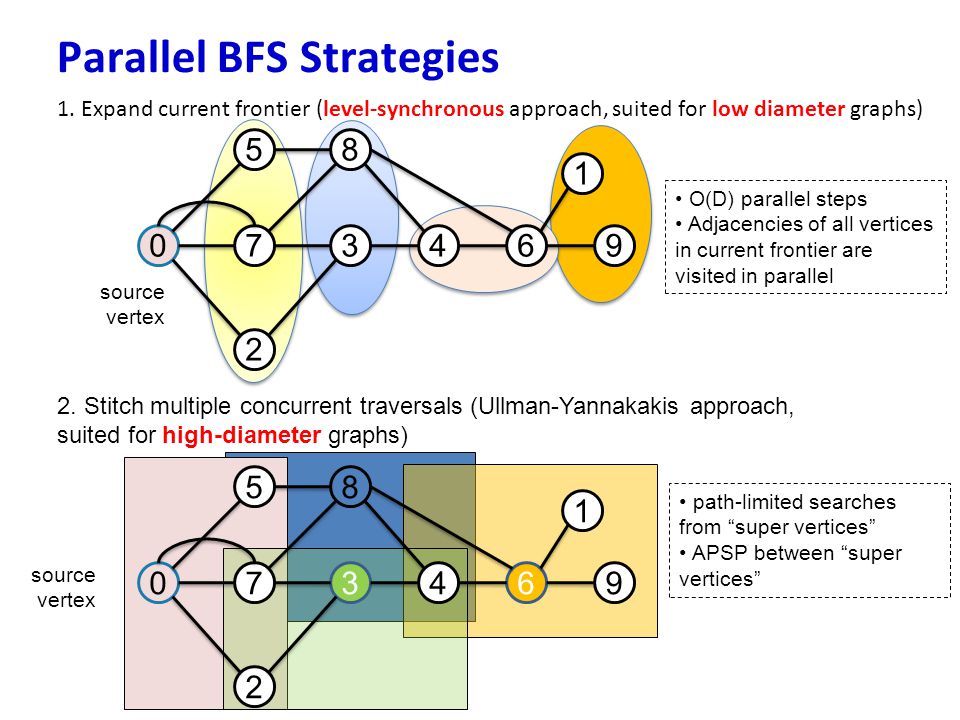 Parallel BFS Strategies
1. Expand current frontier (level-synchronous approach, suited for low diameter graphs)
5 8
1
0 7 3 4 6 9
source
vertex
2
• O(D) parallel steps
• Adjacencies of all vertices
in current frontier are
visited in parallel
2. Stitch multiple concurrent traversals (Ullman-Yannakakis approach,
suited for high-diameter graphs)
5 8
1
0 7 3 4 6 9
source
vertex
2
• path-limited searches
from “super vertices”
• APSP between “super
vertices”